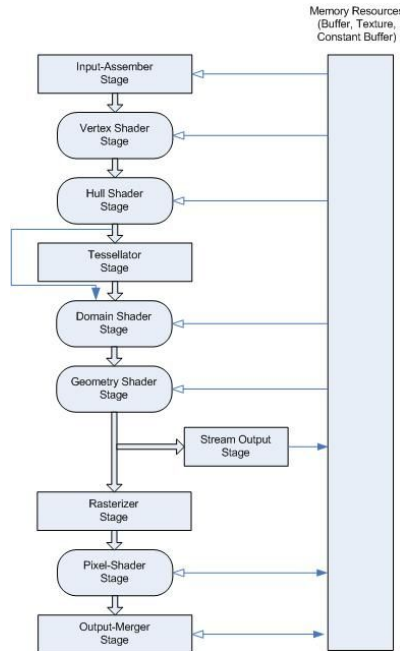 Memory Resources
(Buffer, Texture,
Constant Buffer)
Input-Assember
Stage
Vertex Shader
Stage
Hull Shader
Stage
Tessellator
Stage
Domain Shader
Stage
Geometry Shader
Stage
Stream Output
Stage
Rasterizer
Stage
Pixel-Shader
Stage
Output-Merger
Stage